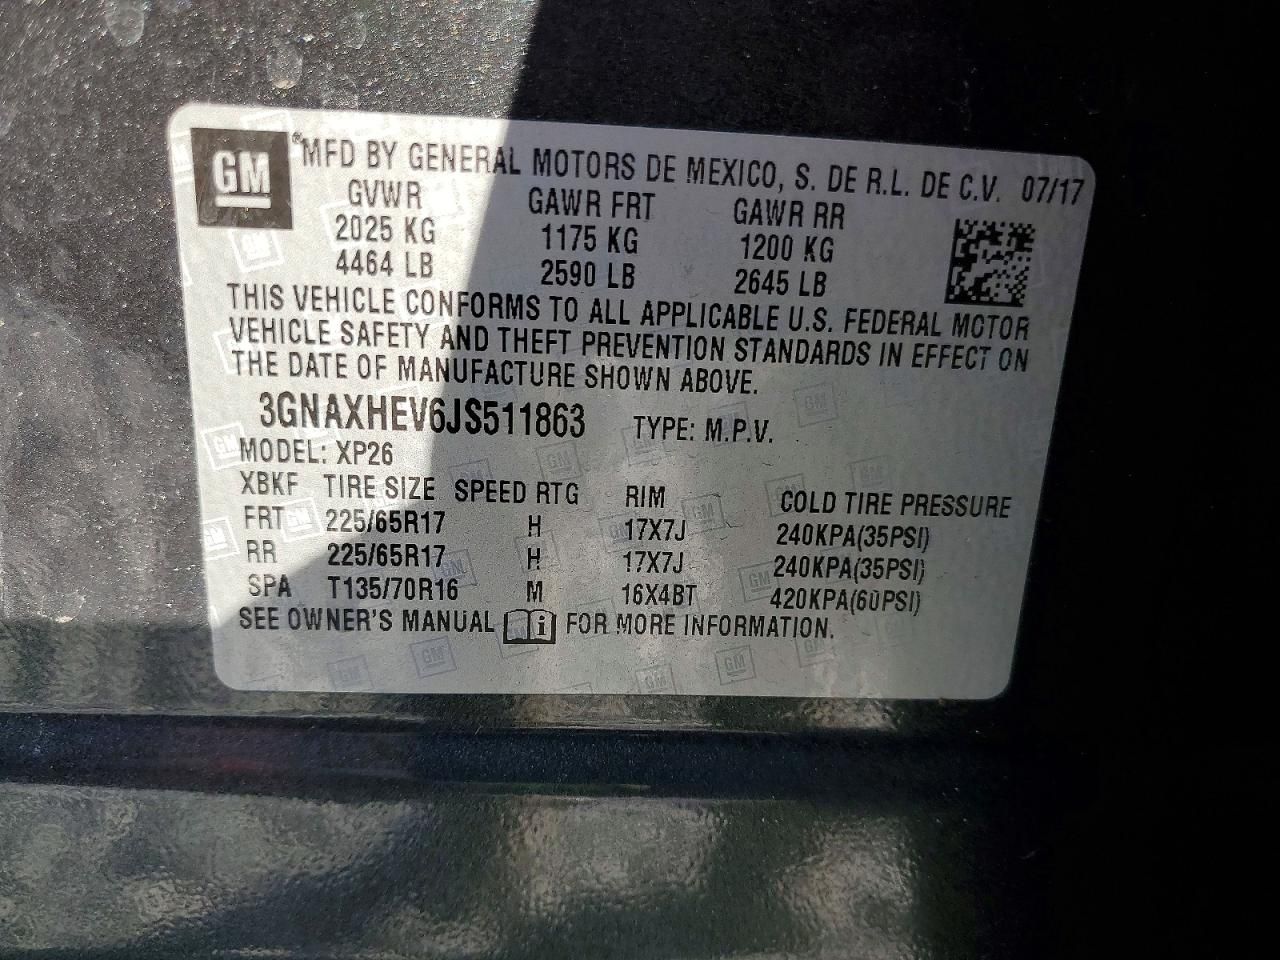 GM ® MFD BY GENERAL MOTORS DE MEXICO, S. DE R.L. DE C.V. 07/17
GVWR GAWR FRT GAWR RR
2025 KG 1175 KG 1200 KG
4464 LB 2590 LB 2645 LB
THIS VEHICLE CONFORMS TO ALL APPLICABLE U.S. FEDERAL MOTOR
VEHICLE SAFETY AND THEFT PREVENTION STANDARDS IN EFFECT ON
THE DATE OF MANUFACTURE SHOWN ABOVE.
3GNAXHEV6JS511863 TYPE: M.P.V.
MODEL: XP26
XBKF TIRE SIZE SPEED RTG RIM COLD TIRE PRESSURE
FRT 225/65R17 H 17X7J 240KPA(35PSI)
RR 225/65R17 H 17X7J 240KPA(35PSI)
SPA T135/70R16 M 16X4BT 420KPA(60PSI)
SEE OWNER'S MANUAL i FOR MORE INFORMATION.